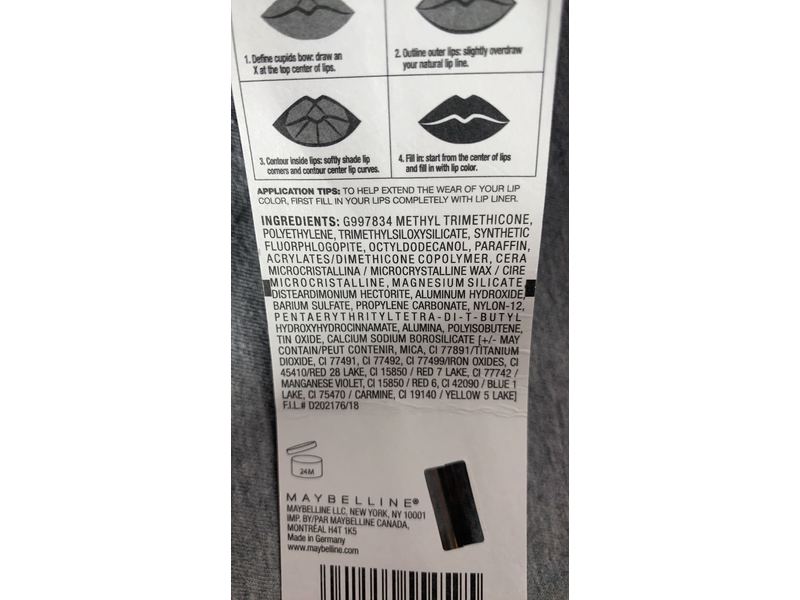 1. Define cupids bow: draw an
X at the top center of lips.
2. Outline outer lips: slightly overdraw
your natural lip line.
3. Contour inside lips: softly shade lip
corners and contour center lip curves.
4. Fill in: start from the center of lips
and fill in with lip color.
APPLICATION TIPS: TO HELP EXTEND THE WEAR OF YOUR LIP
COLOR, FIRST FILL IN YOUR LIPS COMPLETELY WITH LIP LINER.
INGREDIENTS: G997834 METHYL TRIMETHICONE,
POLYETHYLENE, TRIMETHYLSILOXYSILICATE, SYNTHETIC
FLUORPHLOGOPITE, OCTYLDODECANOL, PARAFFIN,
ACRYLATES/DIMETHICONE COPOLYMER, CERA
MICROCRISTALLINA / MICROCRYSTALLINE WAX / CIRE
MICROCRISTALLINE, MAGNESIUM SILICATE
DISTEARDIMONIUM HECTORITE, ALUMINUM HYDROXIDE,
BARIUM SULFATE, PROPYLENE CARBONATE, NYLON-12,
PENTAERYTHRITYL TETRA-DI-T-BUTYL
HYDROXYHYDROCINNAMATE, ALUMINA, POLYISOBUTENE,
TIN OXIDE, CALCIUM SODIUM BOROSILICATE [+/- MAY
CONTAIN/PEUT CONTENIR, MICA, CI 77891/TITANIUM
DIOXIDE, CI 77491, CI 77492, CI 77499/IRON OXIDES, CI
45410/RED 28 LAKE, CI 15850 / RED 7 LAKE, CI 77742 /
MANGANESE VIOLET, CI 15850 / RED 6, CI 42090 / BLUE 1
LAKE, CI 75470 / CARMINE, CI 19140 / YELLOW 5 LAKE]
F.I.L.# D202176/18
24M
MAYBELLINE®
MAYBELLINE LLC, NEW YORK, NY 10001
IMP. BY/PAR MAYBELLINE CANADA,
MONTRÉAL H4T 1K5
Made in Germany
www.maybelline.com